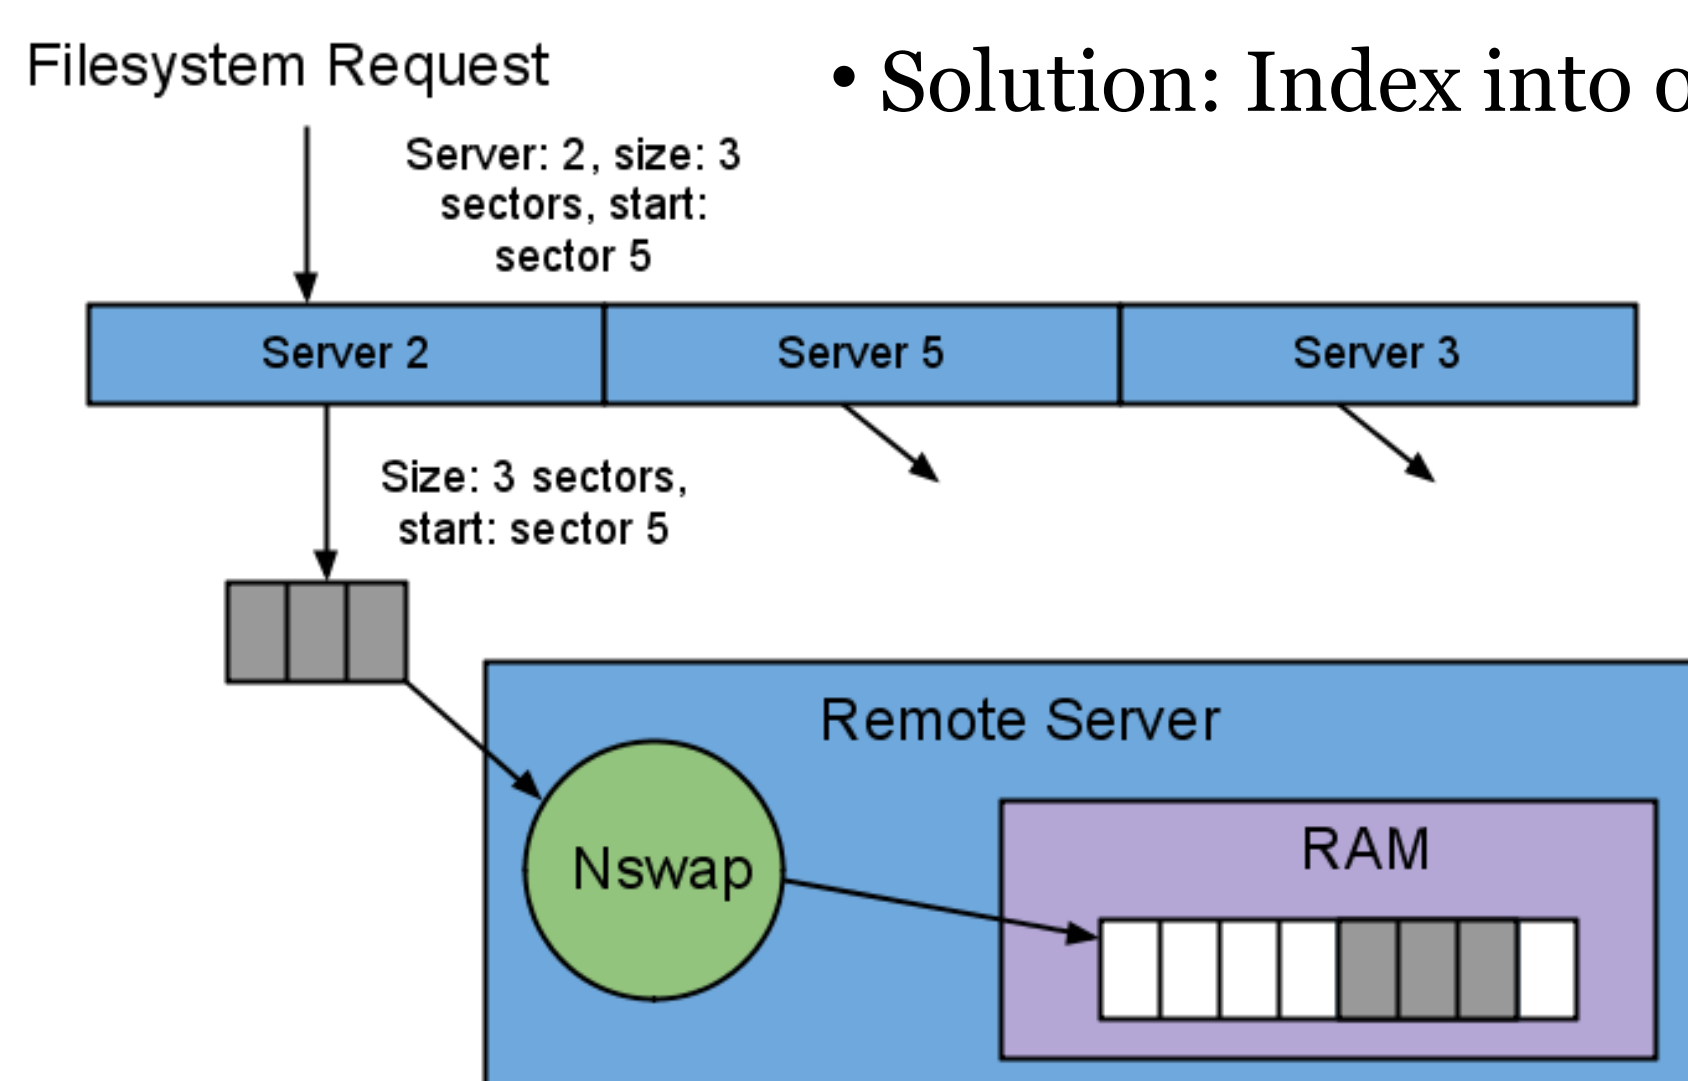 Filesystem Request
• Solution: Index into o
Server: 2, size: 3
sectors, start:
sector 5
Server 2
Server 5
Server 3
Size: 3 sectors,
start: sector 5
Remote Server
Nswap
RAM